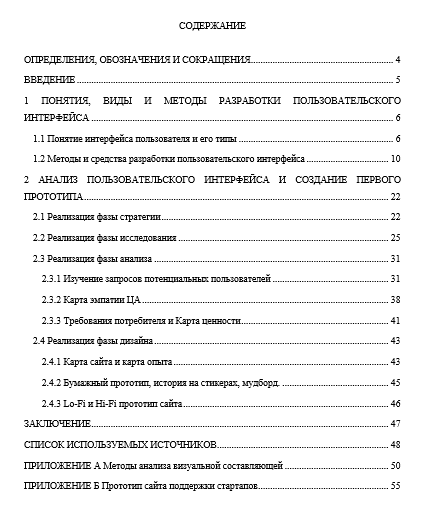 СОДЕРЖАНИЕ
ОПРЕДЕЛЕНИЯ, ОБОЗНАЧЕНИЯ И СОКРАЩЕНИЯ 4
ВВЕДЕНИЕ 5
1 ПОНЯТИЯ, ВИДЫ И МЕТОДЫ РАЗРАБОТКИ ПОЛЬЗОВАТЕЛЬСКОГО
ИНТЕРФЕЙСА 6
1.1 Понятие интерфейса пользователя и его типы 6
1.2 Методы и средства разработки пользовательского интерфейса 10
2 АНАЛИЗ ПОЛЬЗОВАТЕЛЬСКОГО ИНТЕРФЕЙСА И СОЗДАНИЕ ПЕРВОГО
ПРОТОТИПА 22
2.1 Реализация фазы стратегии 22
2.2 Реализация фазы исследования 25
2.3 Реализация фазы анализа 31
2.3.1 Изучение запросов потенциальных пользователей 31
2.3.2 Карта эмпатии ЦА 38
2.3.3 Требования потребителя и Карта ценности 41
2.4 Реализация фазы дизайна 43
2.4.1 Карта сайта и карта опыта 43
2.4.2 Бумажный прототип, история на стикерах, мудборд. 45
2.4.3 Lo-Fi и Hi-Fi прототип сайта 46
ЗАКЛЮЧЕНИЕ 47
СПИСОК ИСПОЛЬЗУЕМЫХ ИСТОЧНИКОВ 48
ПРИЛОЖЕНИЕ А Методы анализа визуальной составляющей 50
ПРИЛОЖЕНИЕ Б Прототип сайта поддержки стартапов 55